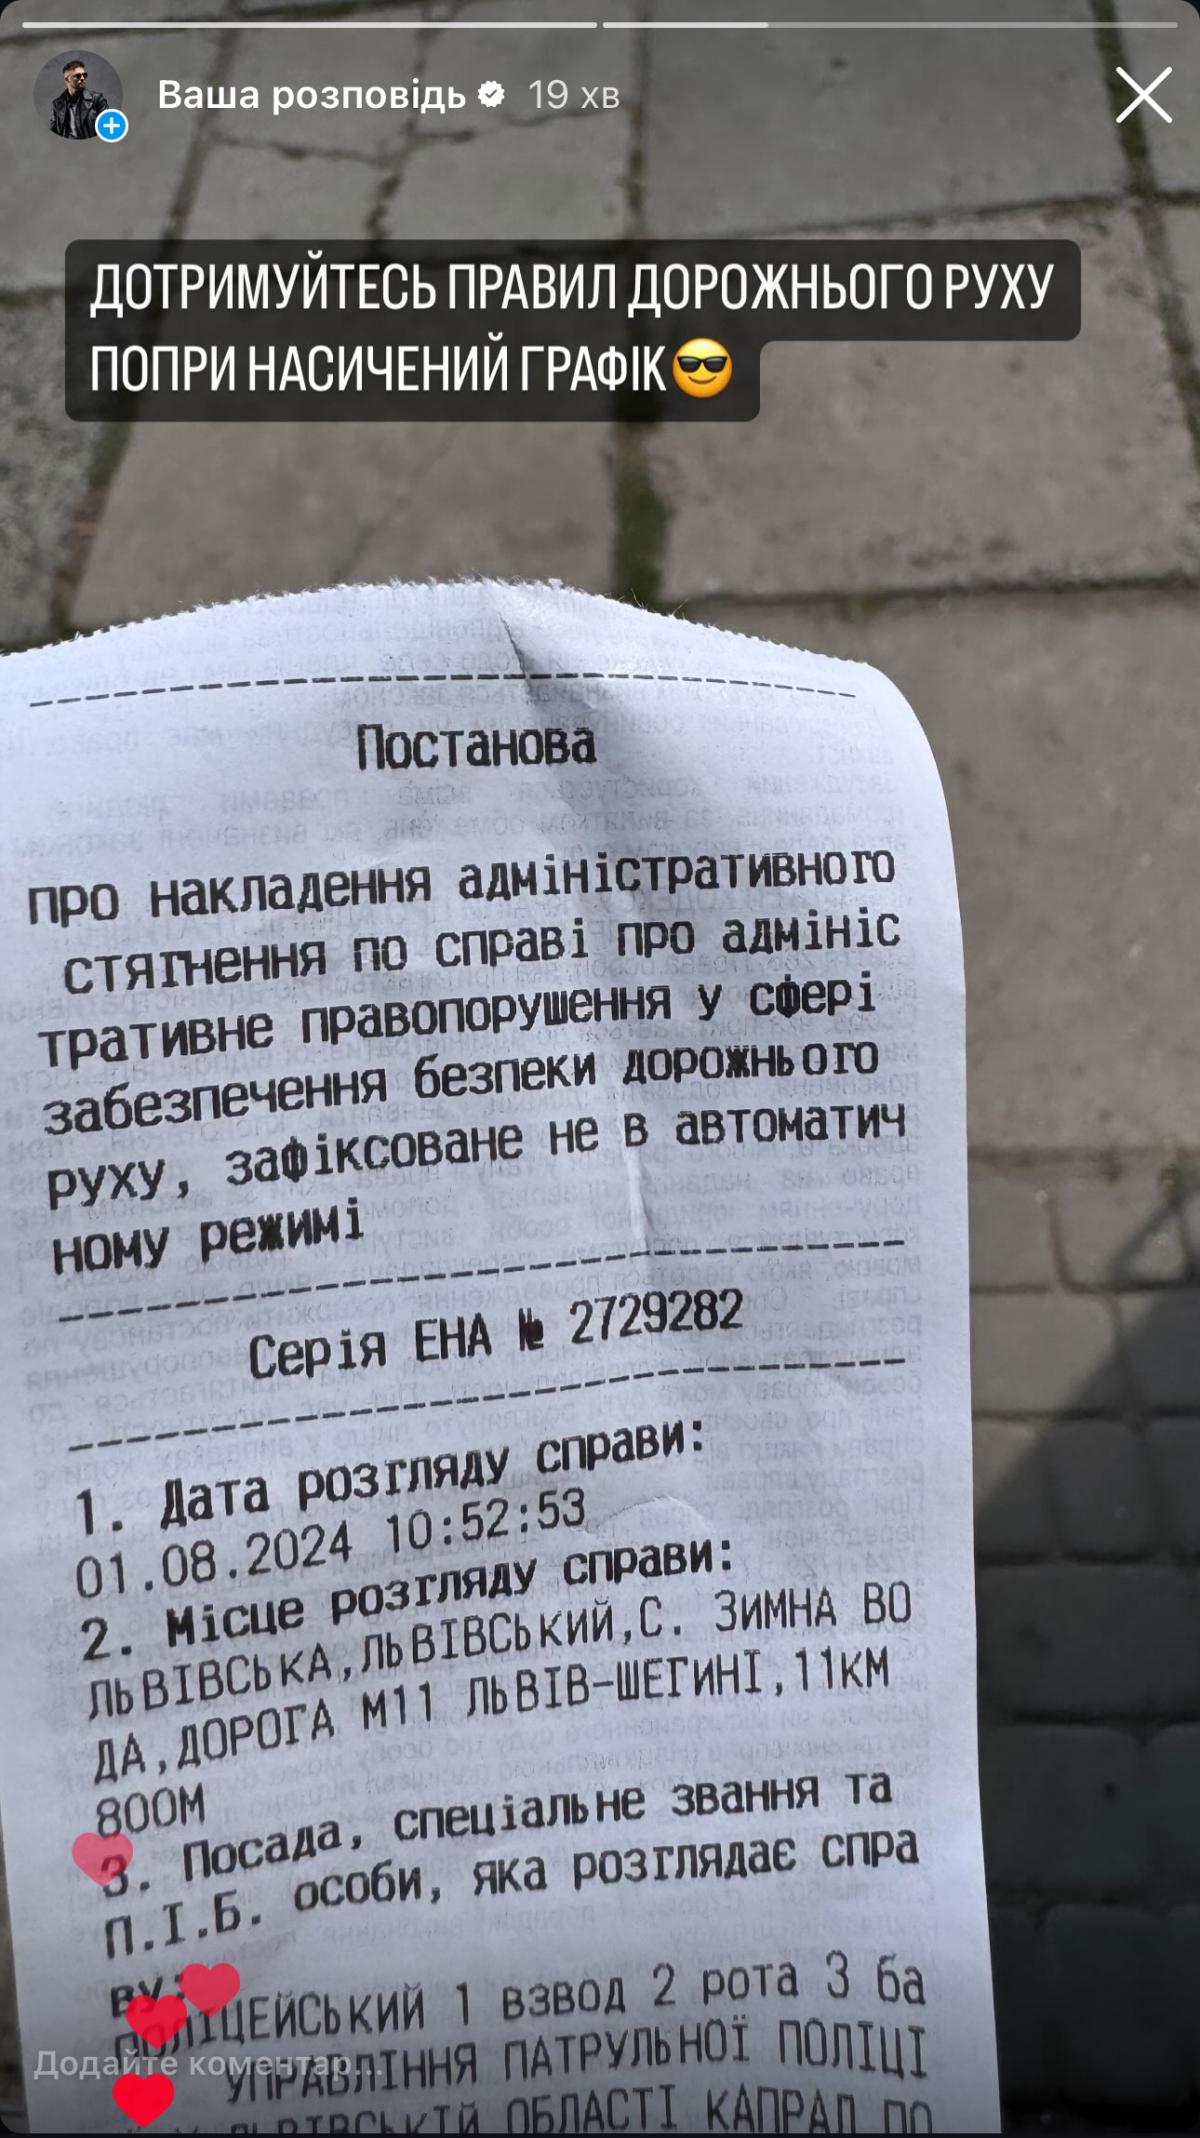 Ваша розповідь 19 хв
ДОТРИМУЙТЕСЬ ПРАВИЛ ДОРОЖНЬОГО РУХУ
ПОПРИ НАСИЧЕНИЙ ГРАФІК😎
Постанова
про накладення адміністративного
стягнення по справі про адмініс
тративне правопорушення у сфері
забезпечення безпеки дорожнього
руху, зафіксоване не в автоматич
ному режимі
Серія ЕНА № 2729282
1. Дата розгляду справи:
01.08.2024 10:52:53
2. Місце розгляду справи:
ЛЬВІВСЬКА,ЛЬВІВСЬКИЙ,С. ЗИМНА ВО
ДА,ДОРОГА М11 ЛЬВІВ-ШЕГИНІ,11КМ
800М
3. Посада, спеціальне звання та
П.І.Б. особи, яка розглядає спра
ву:
ПОЛІЦЕЙСЬКИЙ 1 взвод 2 рота 3 ба
УПРАВЛІННЯ ПАТРУЛЬНОЇ ПОЛІЦІ
ЛЬВІВСЬКІЙ ОБЛАСТІ КАПРАЛ ПО
Додайте коментар...